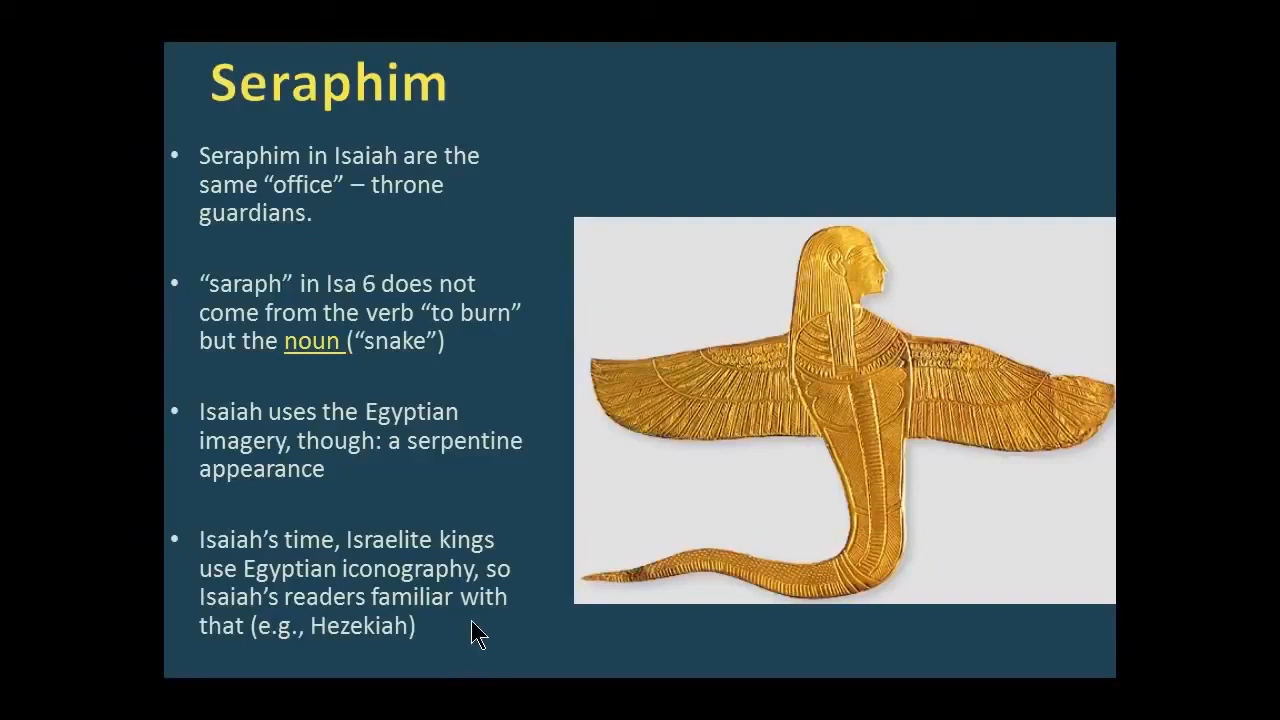 Seraphim
• Seraphim in Isaiah are the
same “office” – throne
guardians.
• “saraph” in Isa 6 does not
come from the verb “to burn”
but the noun (“snake”)
• Isaiah uses the Egyptian
imagery, though: a serpentine
appearance
• Isaiah’s time, Israelite kings
use Egyptian iconography, so
Isaiah’s readers familiar with
that (e.g., Hezekiah)